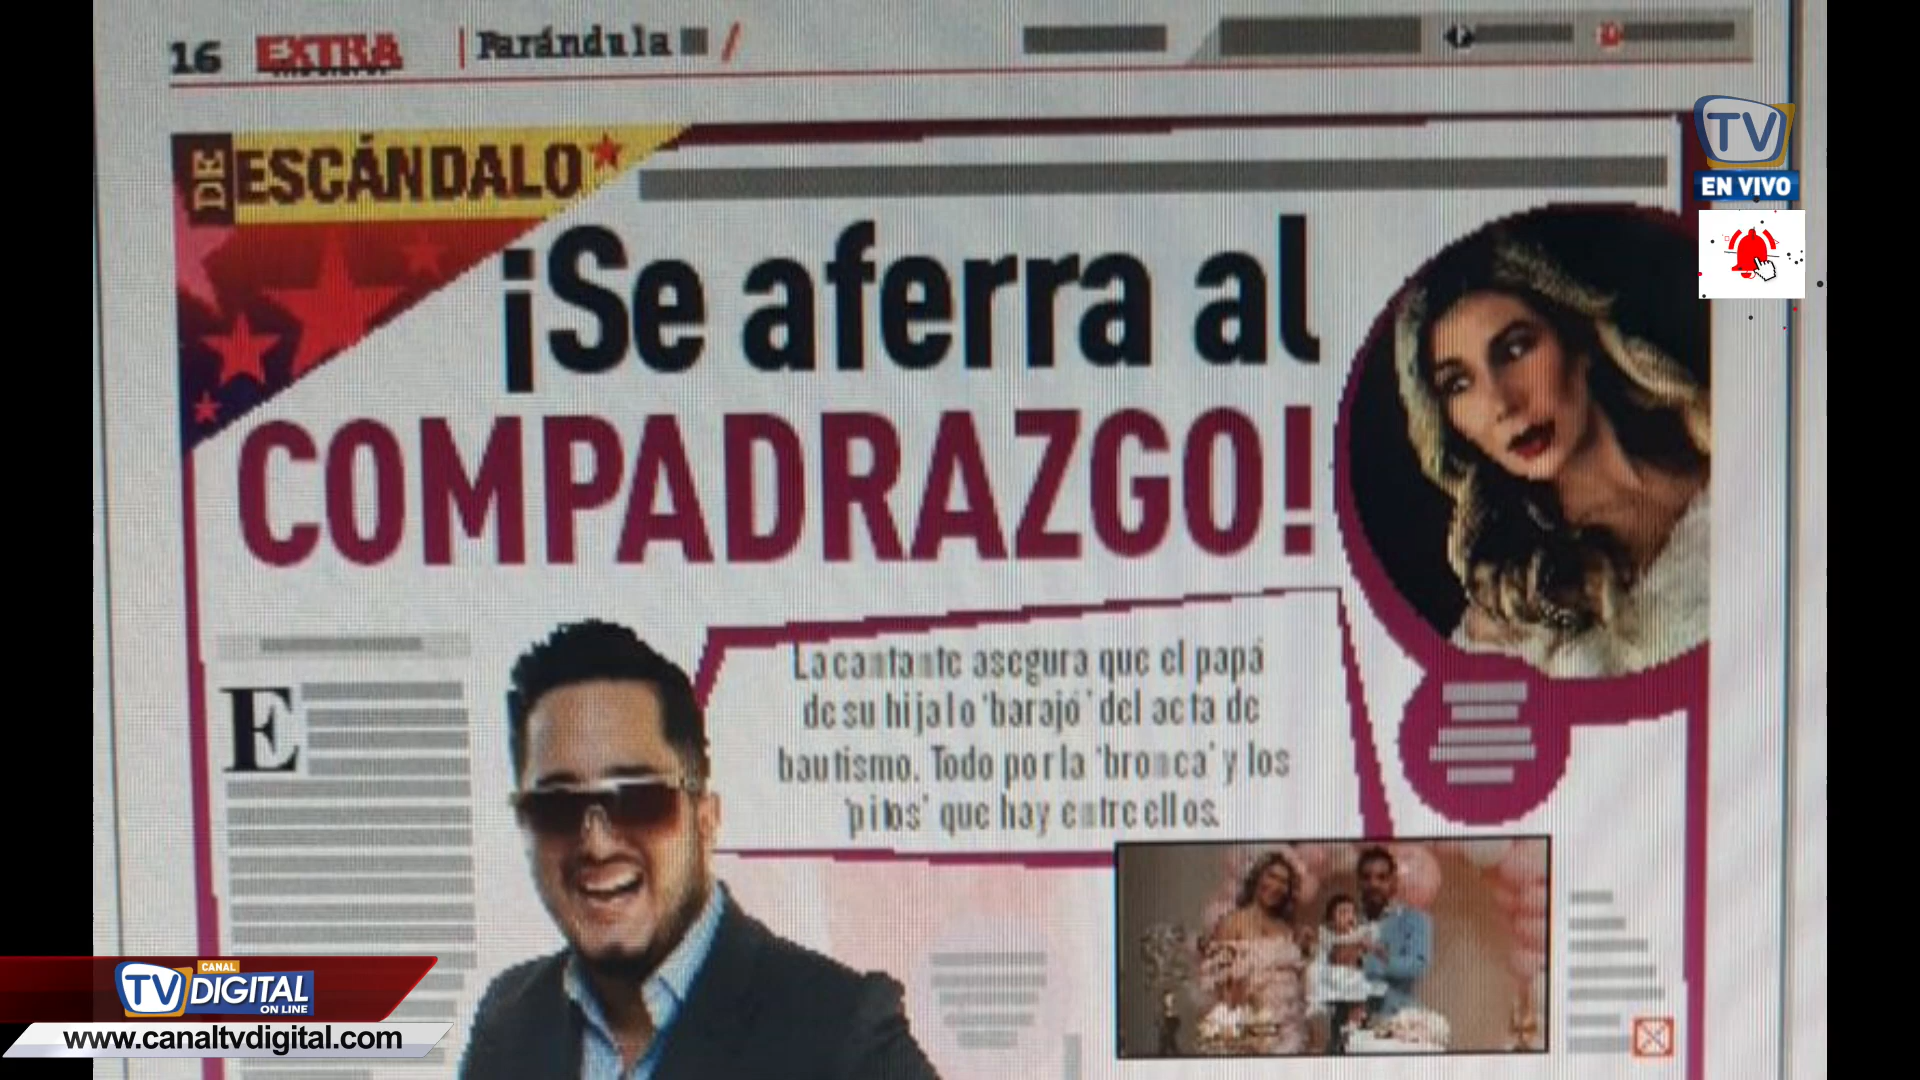 16 EXTRA | Farándula /
TV
EN VIVO
DE ESCÁNDALO
¡Se aferra al
COMPADRAZGO!
La cantante asegura que el papá
de su hija lo 'barajó' del acta de
bautismo. Todo por la 'bronca' y los
'pitos' que hay entre ellos.
E
CANAL
TV DIGITAL
ON LINE
www.canaltvdigital.com